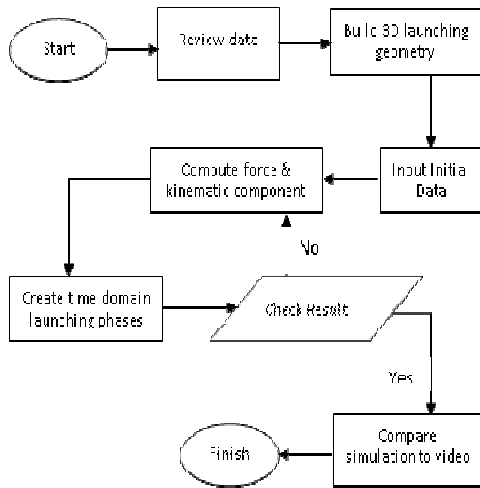 Start
Review data
Build 3D launching
geometry
Input Initial
Data
Compute force &
kinematic component
No
Create time domain
launching phases
Check Result
Yes
Compare
simulation to video
Finish